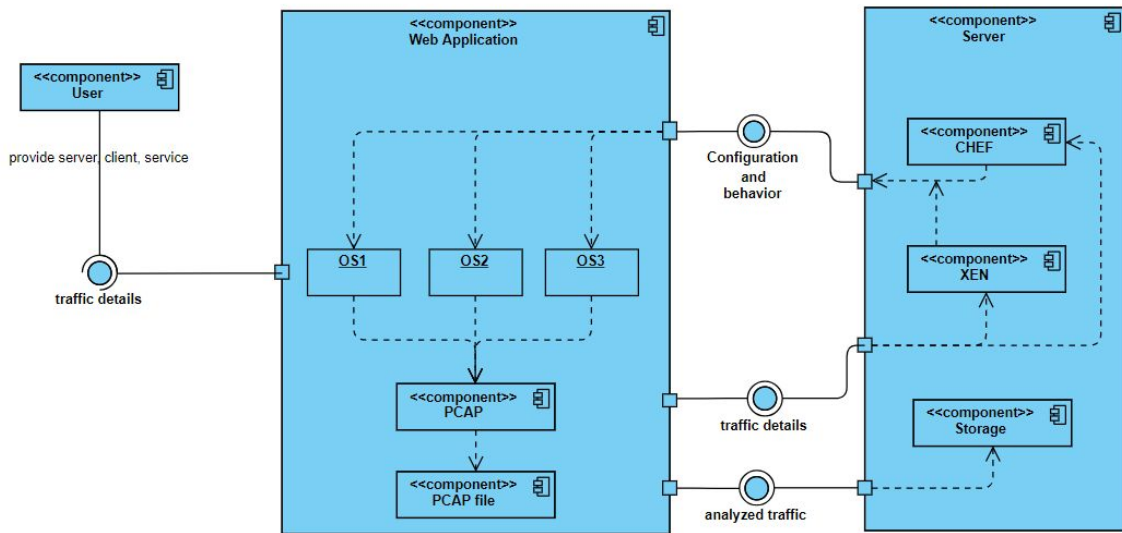 <<component>>
User
provide server, client, service
traffic details
<<component>>
Web Application
OS1
OS2
OS3
<<component>>
PCAP
<<component>>
PCAP file
Configuration
and
behavior
traffic details
analyzed traffic
<<component>>
Server
<<component>>
CHEF
<<component>>
XEN
<<component>>
Storage